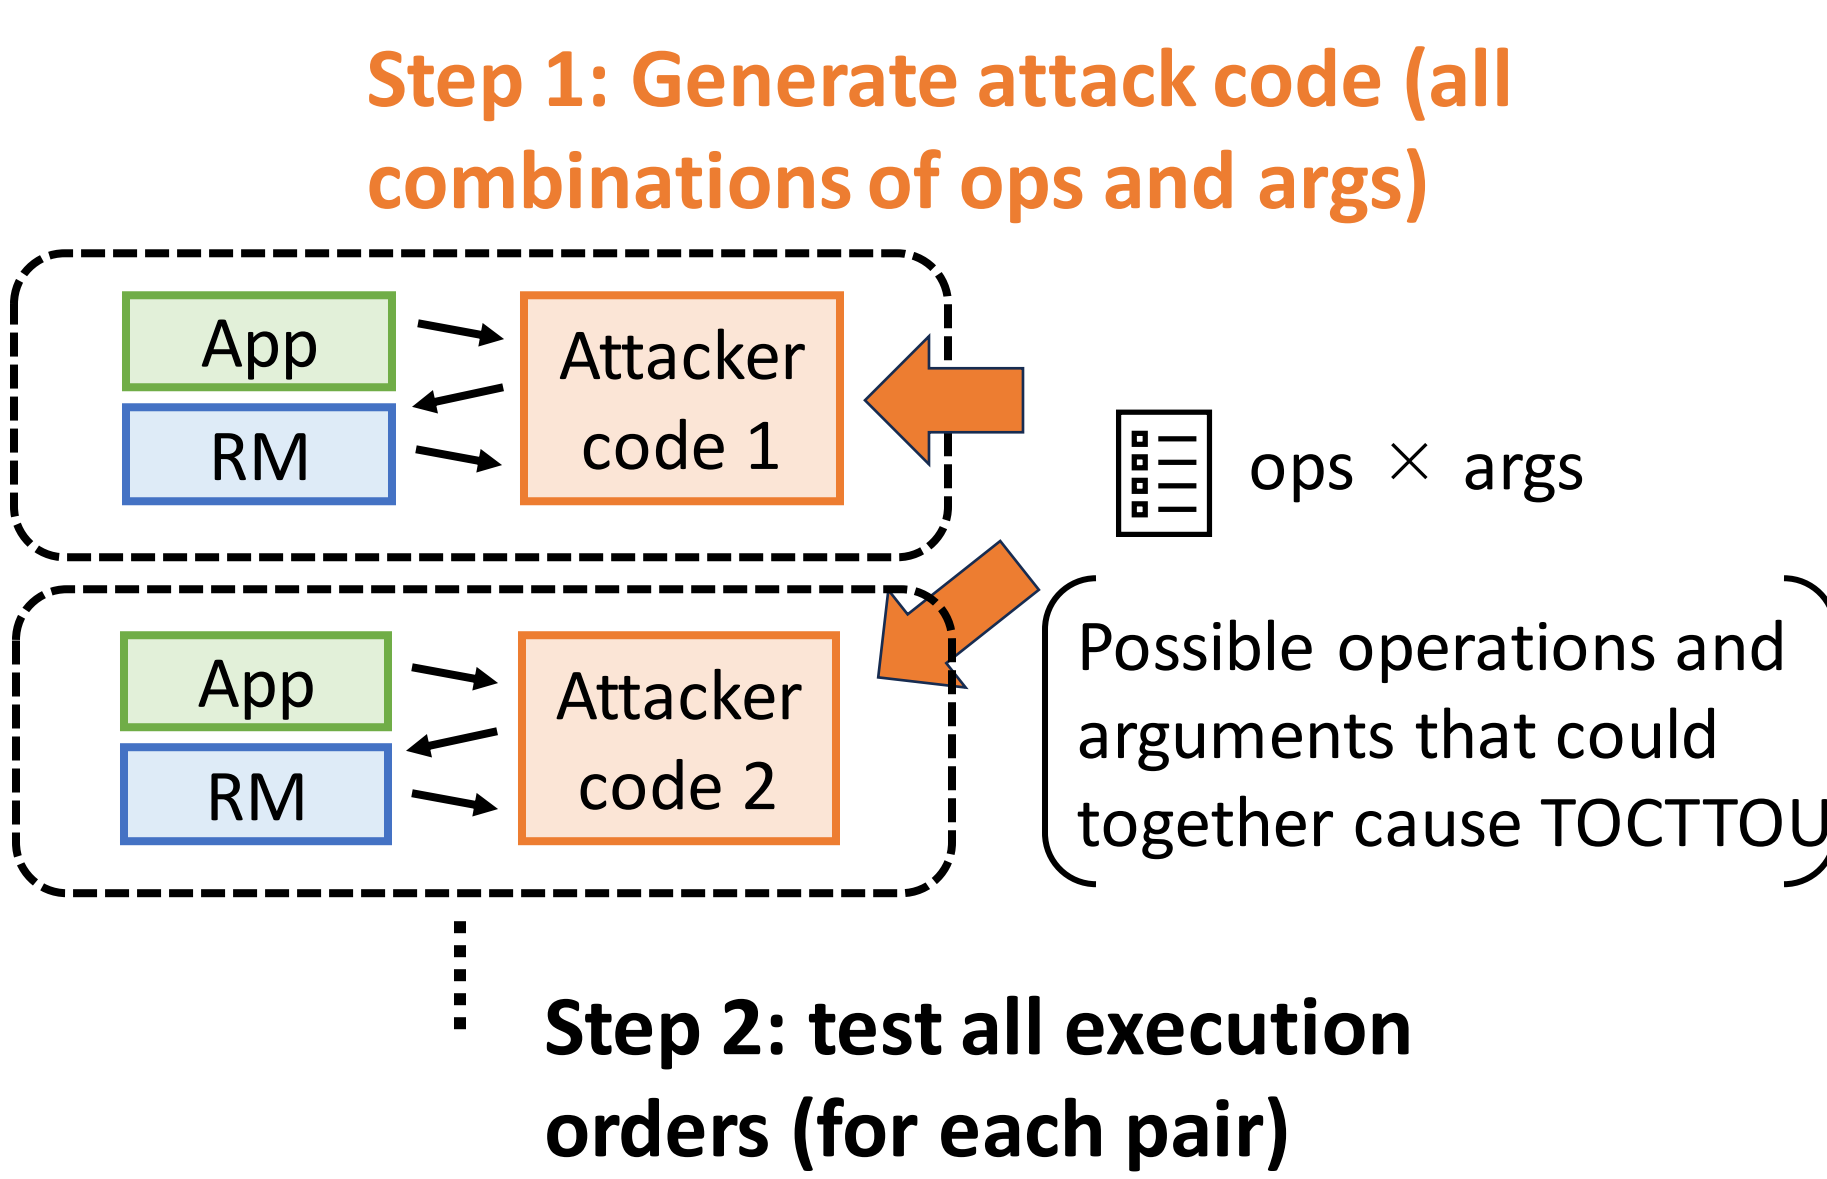 Step 1: Generate attack code (all
combinations of ops and args)
App
RM
Attacker
code 1
ops × args
App
RM
Attacker
code 2
Possible operations and
arguments that could
together cause TOCTTOU
Step 2: test all execution
orders (for each pair)